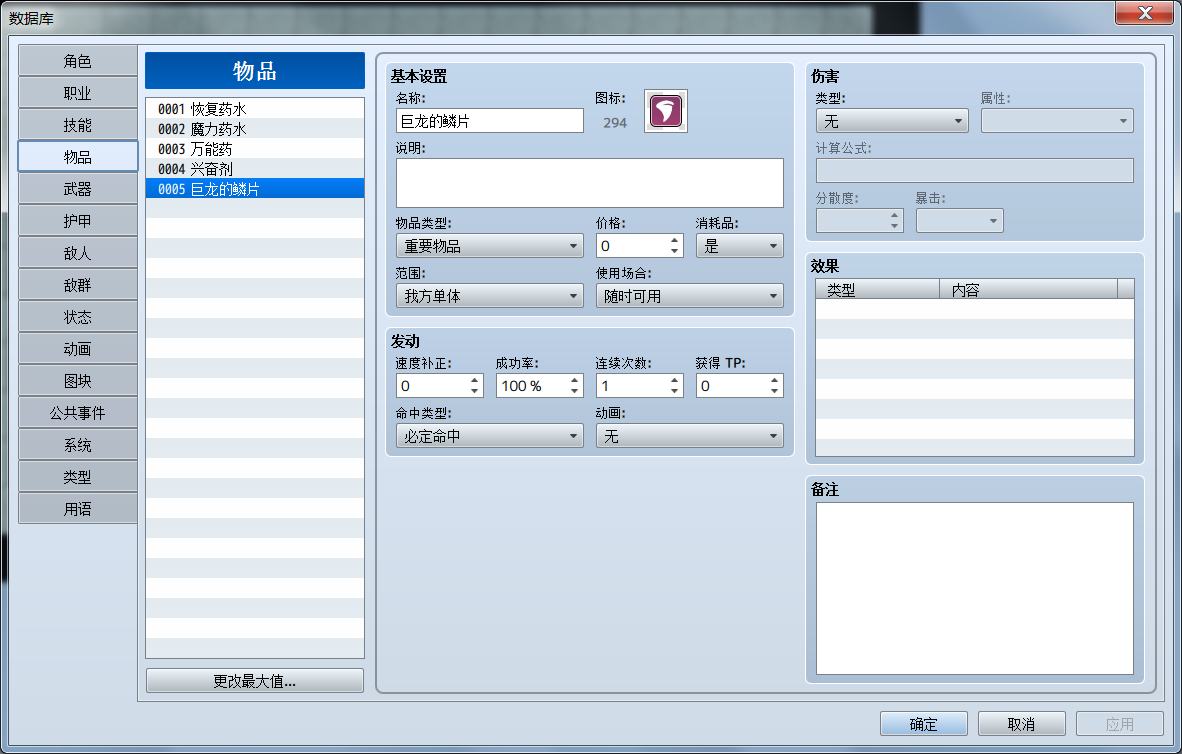 数据库
角色
职业
技能
物品
武器
护甲
敌人
敌群
状态
动画
图块
公共事件
系统
类型
用语
物品
0001 恢复药水
0002 魔力药水
0003 万能药
0004 兴奋剂
0005 巨龙的鳞片
更改最大值...
基本设置
名称: 图标:
巨龙的鳞片 294
说明:
物品类型: 价格: 消耗品:
重要物品 0 是
范围: 使用场合:
我方单体 随时可用
发动
速度补正: 成功率: 连续次数: 获得 TP:
0 100 % 1 0
命中类型: 动画:
必定命中 无
伤害
类型: 属性:
无
计算公式:
分散度: 暴击:
效果
类型 内容
备注
确定 取消 应用